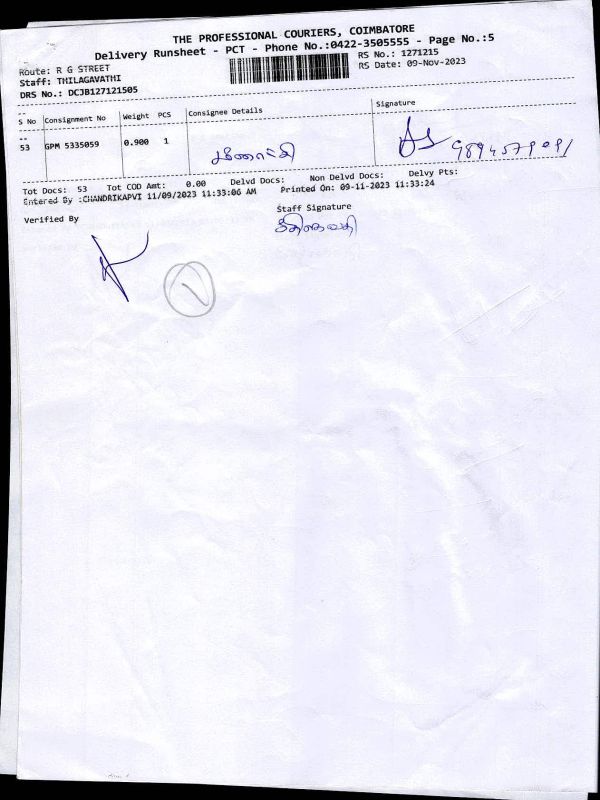 THE PROFESSIONAL COURIERS, COIMBATORE
Delivery Runsheet - PCT - Phone No.:0422-3505555 - Page No.:5
Route: R G STREET
RS No.: 1271215
Staff: THILAGAVATHI
RS Date: 09-Nov-2023
DRS No.: DCJB127121505
S No Consignment No Weight PCS Consignee Details Signature
53 GPM 5335059 0.900 1
Tot Docs: 53 Tot COD Amt: 0.00 Delvd Docs: Non Delvd Docs: Delvy Pts:
Entered By :CHANDRIKAPVI 11/09/2023 11:33:06 AM Printed On: 09-11-2023 11:33:24
Verified By Staff Signature